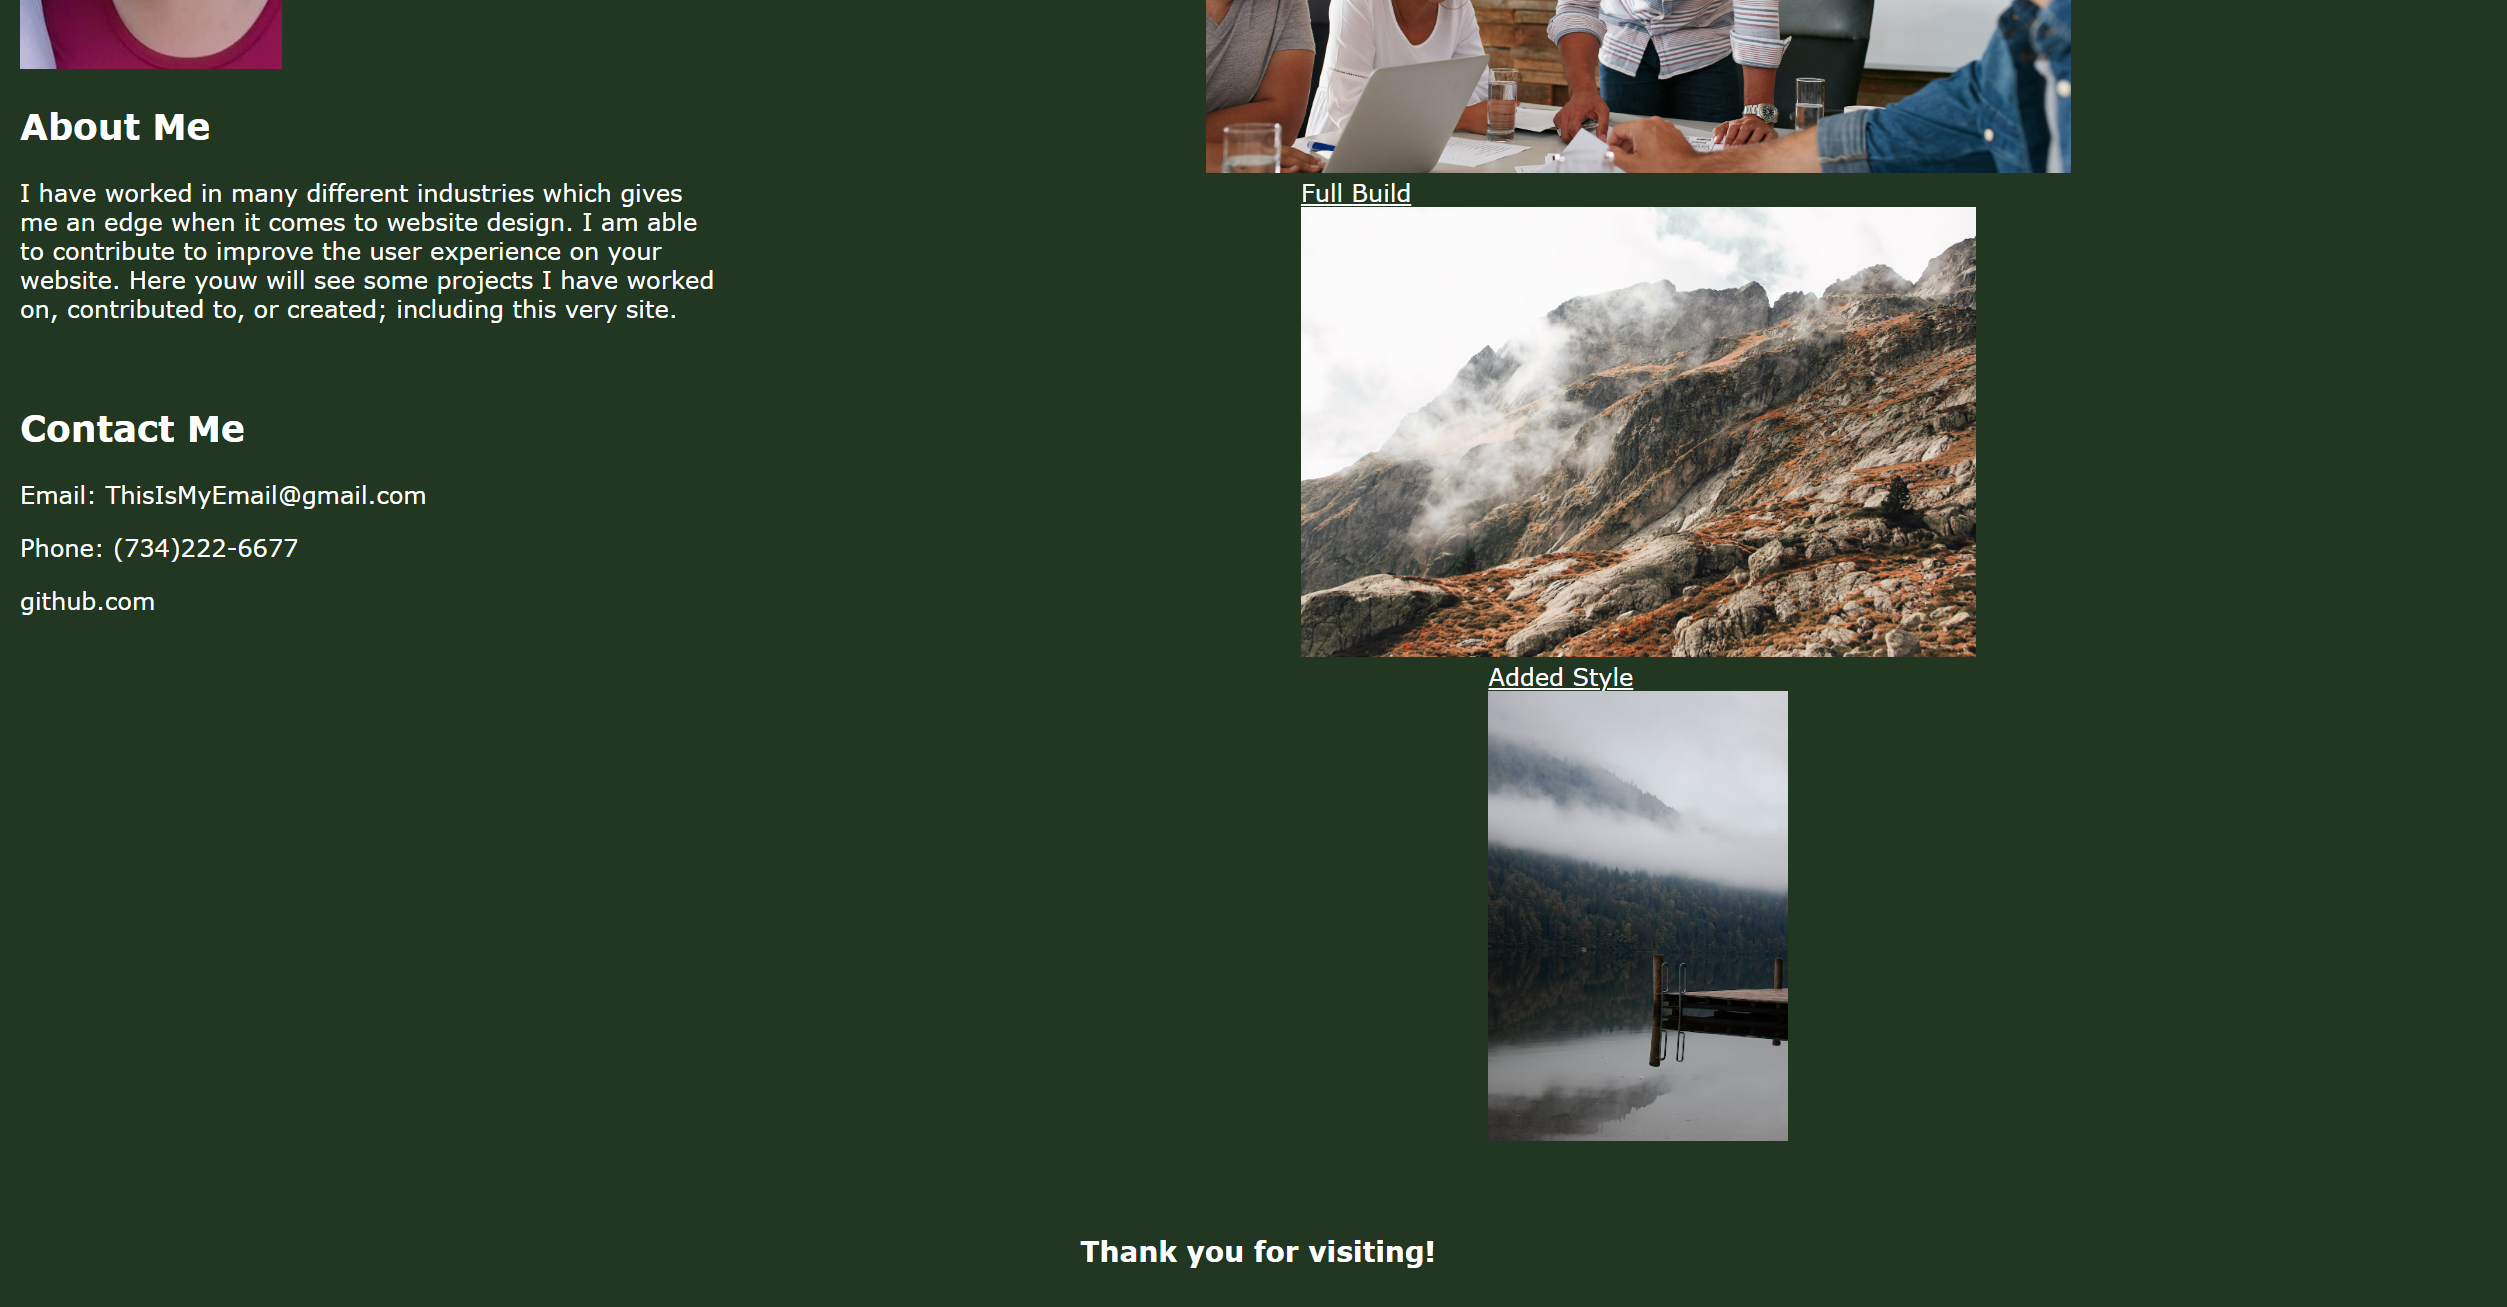 About Me
I have worked in many different industries which gives
me an edge when it comes to website design. I am able
to contribute to improve the user experience on your
website. Here youw will see some projects I have worked
on, contributed to, or created; including this very site.
Contact Me
Email: ThisIsMyEmail@gmail.com
Phone: (734)222-6677
github.com
Full Build
Added Style
Thank you for visiting!